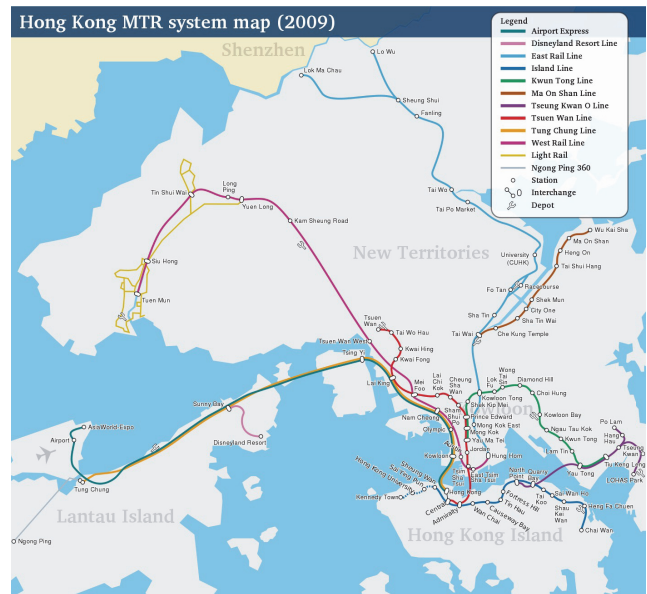 Hong Kong MTR system map (2009)
Legend
Airport Express
Disneyland Resort Line
East Rail Line
Island Line
Kwun Tong Line
Ma On Shan Line
Tseung Kwan O Line
Tsuen Wan Line
Tung Chung Line
West Rail Line
Light Rail
Ngong Ping 360
Station
Interchange
Depot
Shenzhen
Lo Wu
Lok Ma Chau
Sheung Shui
Fanling
Tai Wo
Tai Po Market
Long
Ping
Tin Shui Wai
Yuen Long
Kam Sheung Road
Siu Hong
Tuen Mun
New Territories
University
(CUHK)
Wu Kai Sha
Ma On Shan
Heng On
Tai Shui Hang
Fo Tan
Racecourse
Shek Mun
City One
Sha Tin
Sha Tin Wai
Tai Wai
Che Kung Temple
Tsuen
Wan
Tai Wo Hau
Tsuen Wan West
Kwai Hing
Tsing Yi
Kwai Fong
Lai King
Mei
Foo
Lai
Chi
Kok
Cheung
Sha
Wan
Lok
Fu
Wong
Tai
Sin
Diamond Hill
Choi Hung
Kowloon Tong
Shek Kip Mei
Kowloon
Sham
Shui
Po
Prince Edward
Mong Kok East
Mong Kok
Yau Ma Tei
Jordan
Nam Cheong
Olympic
Kowloon
Austin
Tsim
Sha
Tsui
East Tsim
Sha Tsui
Hung Hom
Kowloon Bay
Ngau Tau Kok
Kwun Tong
Lam Tin
Yau Tong
Po Lam
Hang
Hau
Tseung
Kwan O
Tiu Keng Leng
LOHAS Park
Sunny Bay
Disneyland Resort
AsiaWorld-Expo
Airport
Tung Chung
Lantau Island
Ngong Ping
Sheung Wan
Sai Ying Pun
Hong Kong University
Kennedy Town
Hong Kong
Central
Admiralty
Wan Chai
Causeway Bay
Tin Hau
Fortress Hill
North
Point
Quarry
Bay
Tai
Koo
Sai Wan Ho
Shau
Kei
Wan
Heng Fa Chuen
Chai Wan
Hong Kong Island